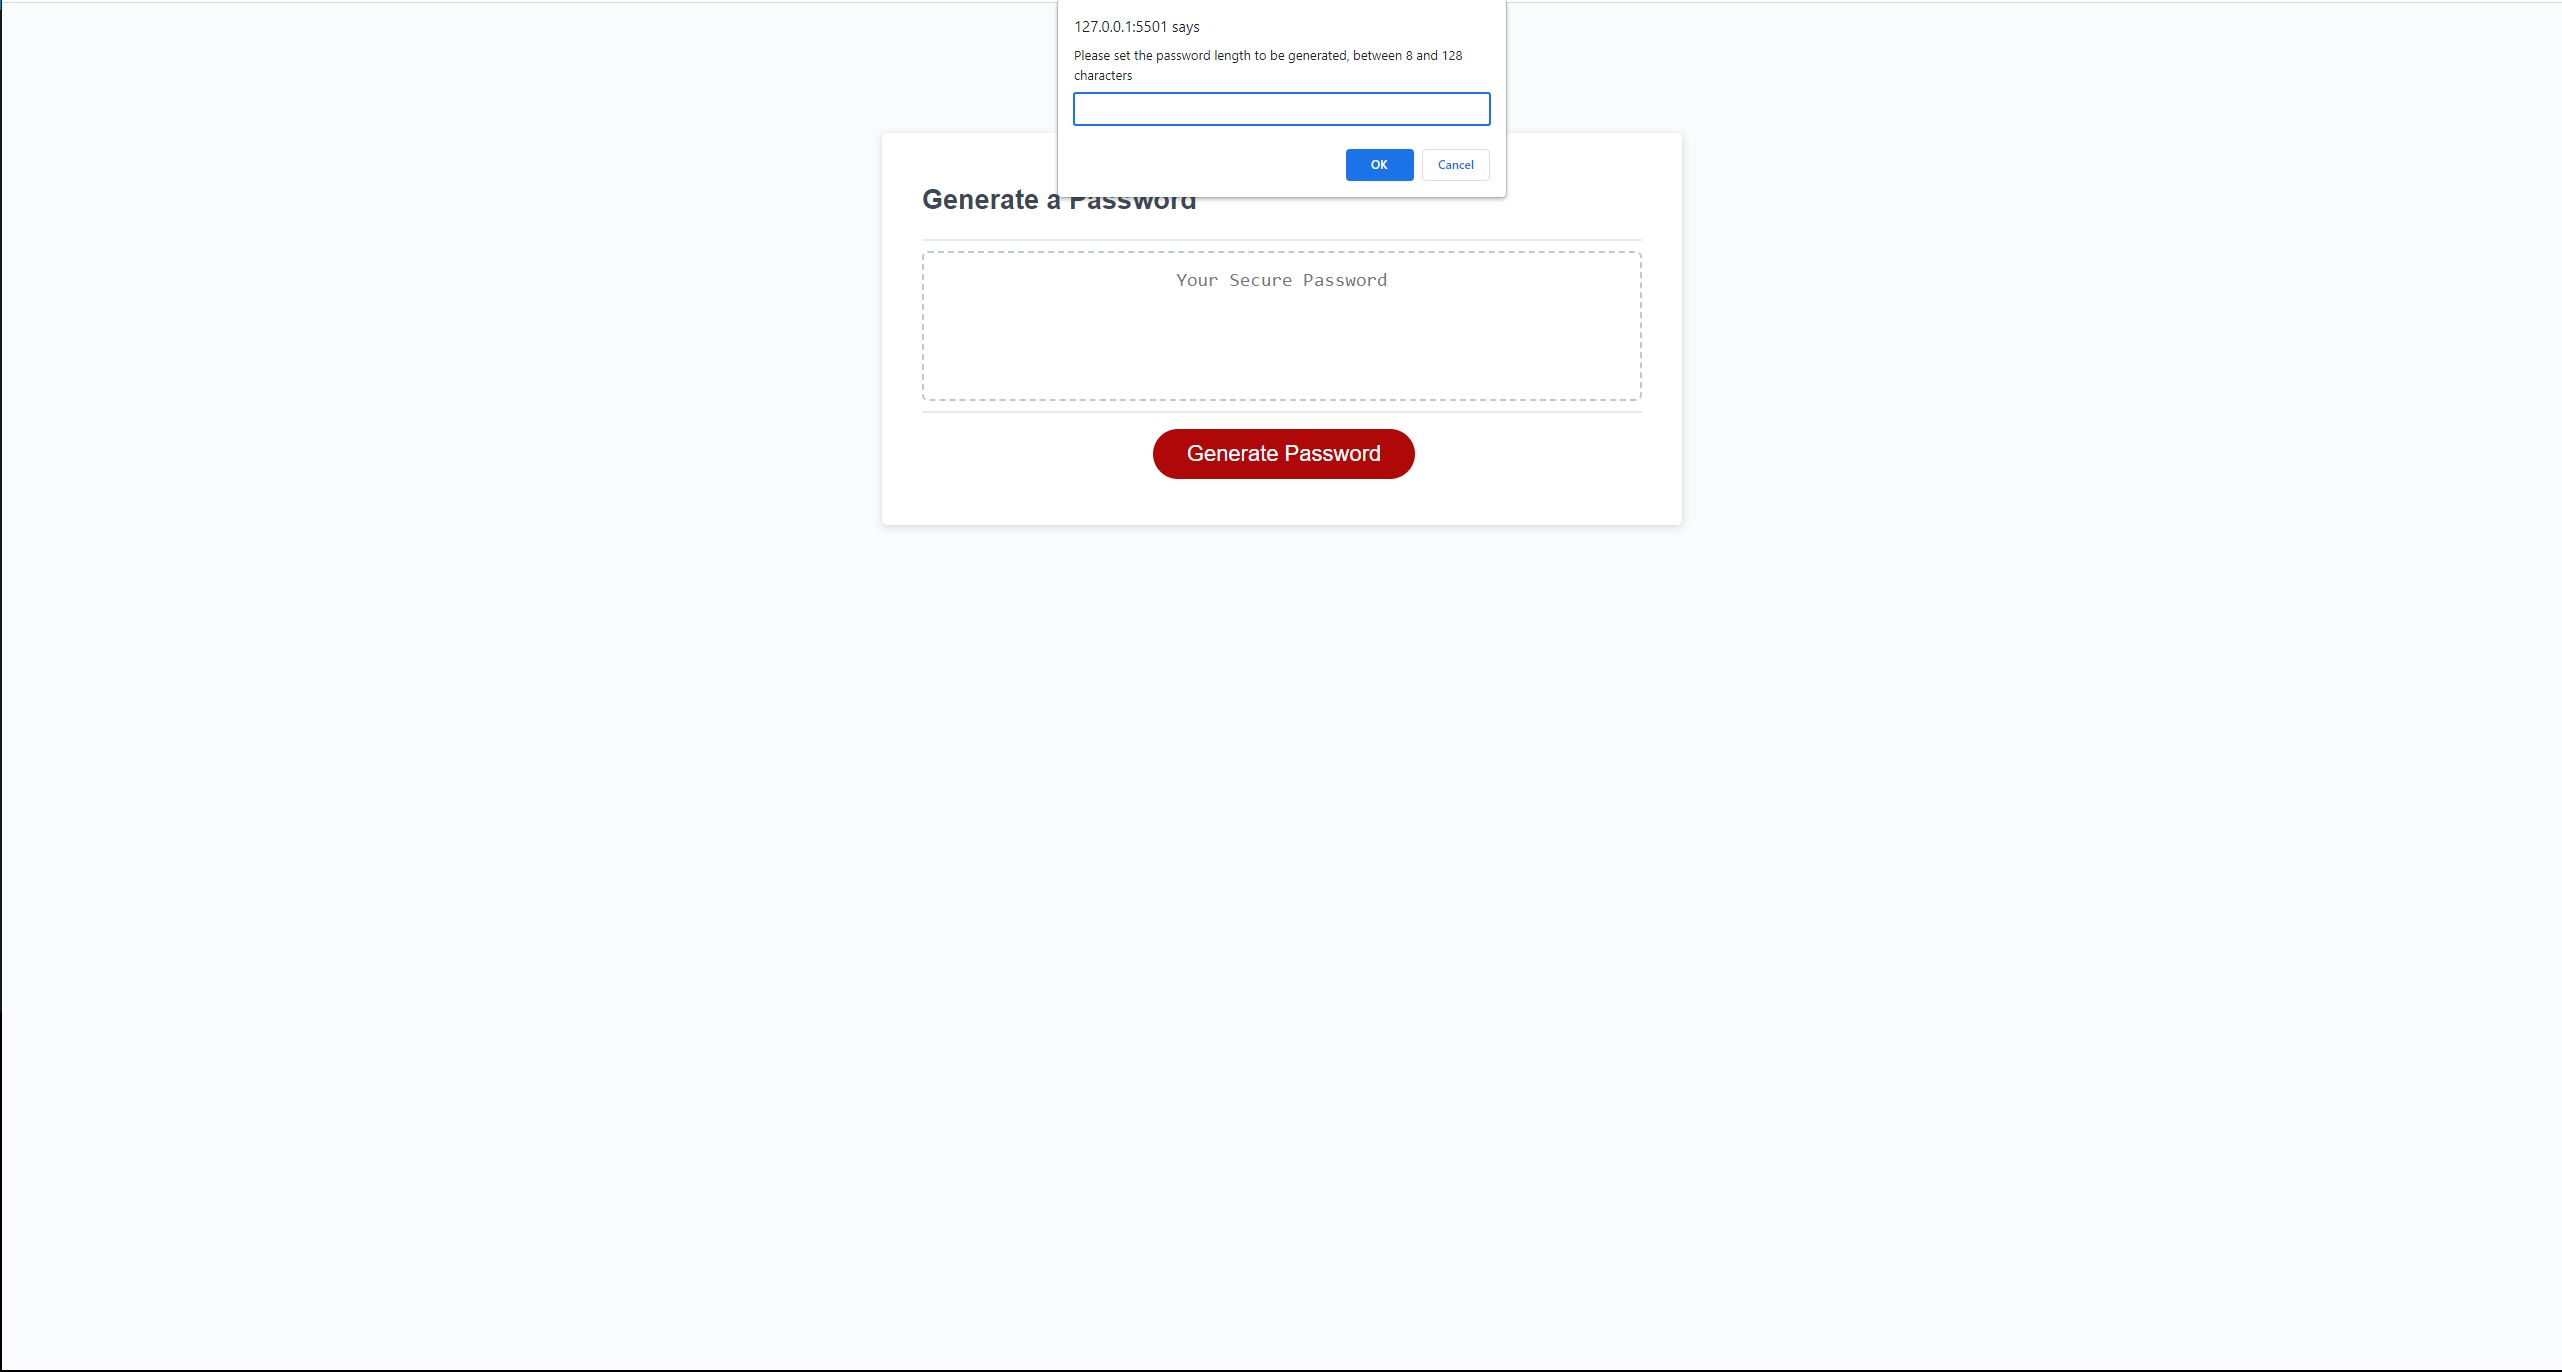 127.0.0.1:5501 says
Please set the password length to be generated, between 8 and 128
characters
OK
Cancel
Generate a Password
Your Secure Password
Generate Password